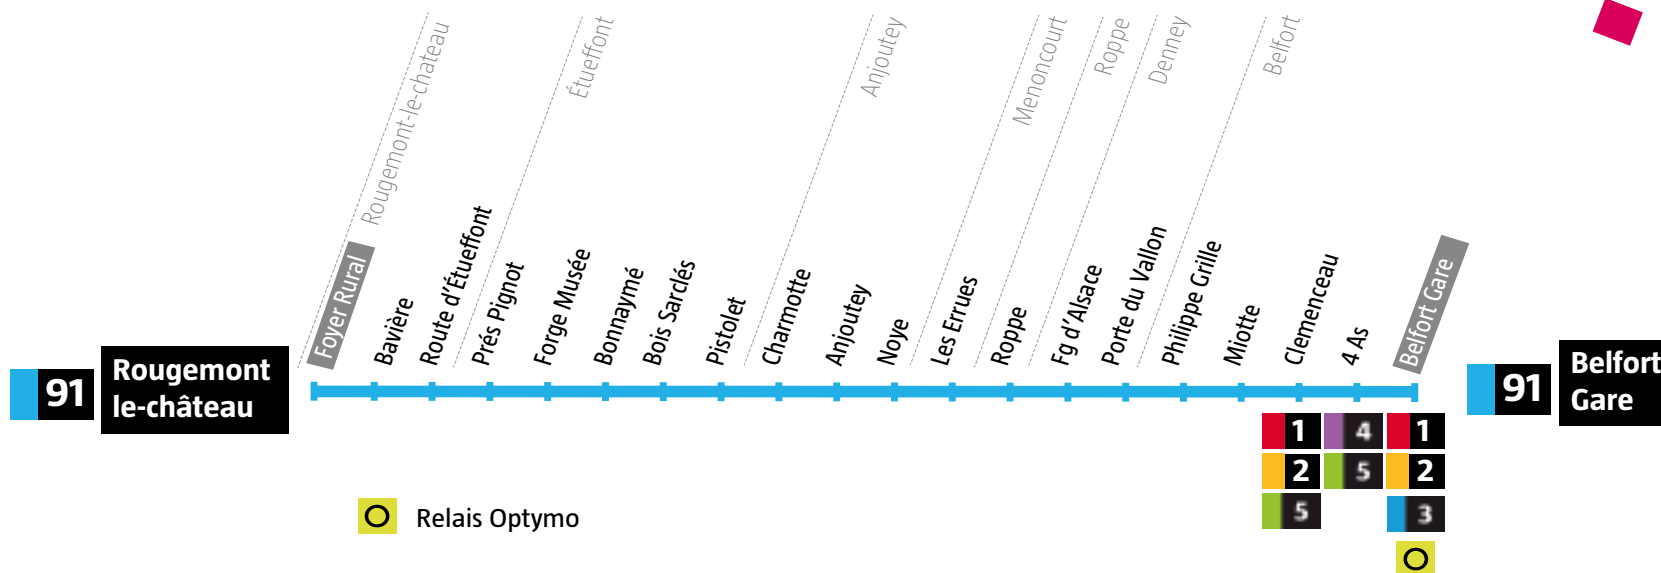 Rougemont-le-chateau
Étueffont
Anjoutey
Menoncourt
Roppe
Denney
Belfort
Foyer Rural
Bavière
Route d'Étueffont
Prés Pignot
Forge Musée
Bonnaymé
Bois Sarclés
Pistolet
Charmotte
Anjoutey
Noye
Les Errues
Roppe
Fg d'Alsace
Porte du Vallon
Philippe Grille
Miotte
Clemenceau
4 As
Belfort Gare
91
Rougemont
le-château
91
Belfort
Gare
1 4 1
2 5 2
5 3
Relais Optymo